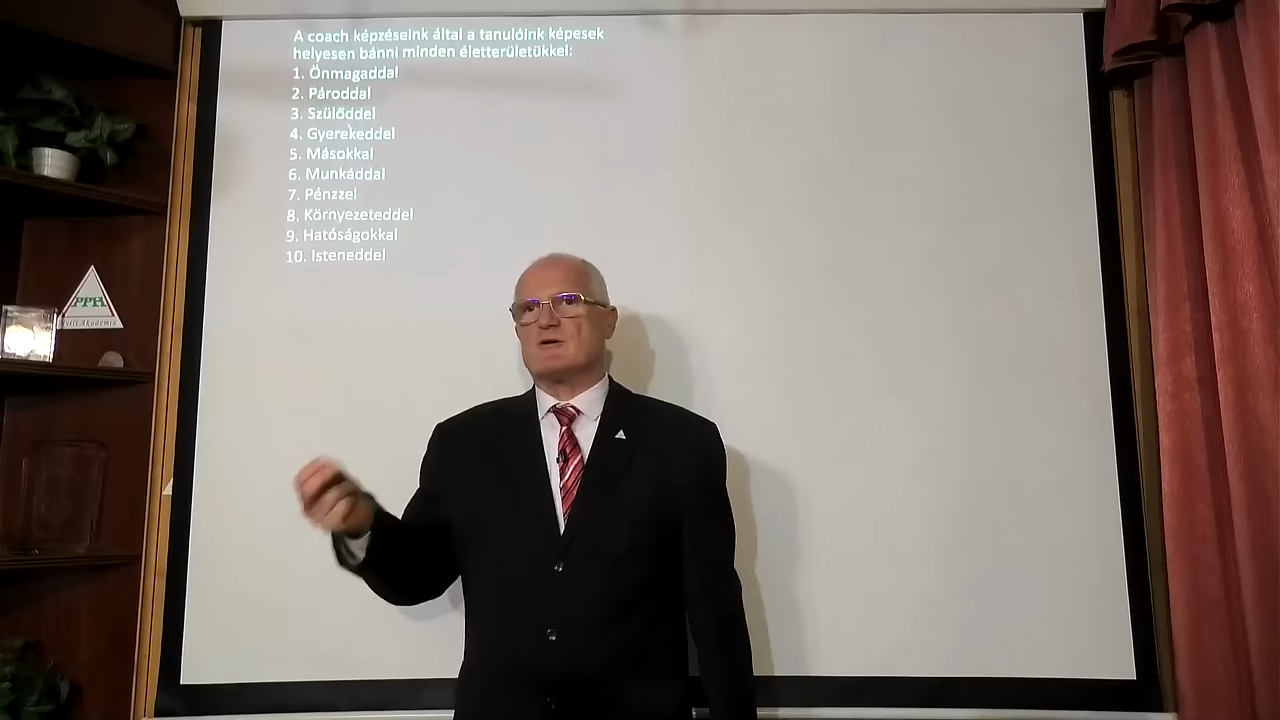 A coach képzéseink által a tanulóink képesek
helyesen bánni minden életterületükkel:
1. Önmagaddal
2. Pároddal
3. Szülőddel
4. Gyerekeddel
5. Másokkal
6. Munkáddal
7. Pénzzel
8. Környezeteddel
9. Hatóságokkal
10. Isteneddel
PPH
Akadémia